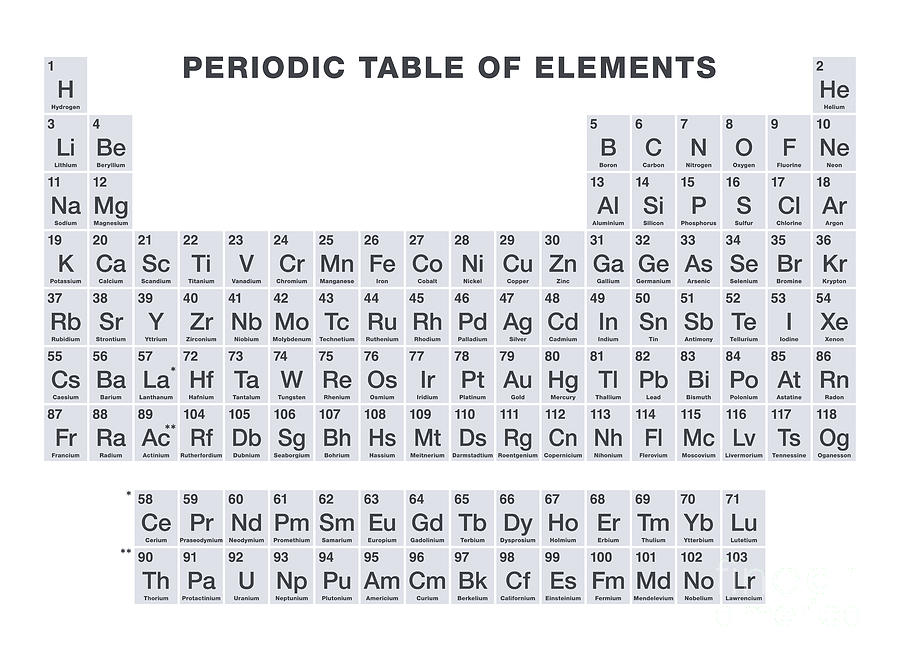 PERIODIC TABLE OF ELEMENTS
1 2
H He
Hydrogen Helium
3 4 5 6 7 8 9 10
Li Be B C N O F Ne
Lithium Beryllium Boron Carbon Nitrogen Oxygen Fluorine Neon
11 12 13 14 15 16 17 18
Na Mg Al Si P S Cl Ar
Sodium Magnesium Aluminium Silicon Phosphorus Sulfur Chlorine Argon
19 20 21 22 23 24 25 26 27 28 29 30 31 32 33 34 35 36
K Ca Sc Ti V Cr Mn Fe Co Ni Cu Zn Ga Ge As Se Br Kr
Potassium Calcium Scandium Titanium Vanadium Chromium Manganese Iron Cobalt Nickel Copper Zinc Gallium Germanium Arsenic Selenium Bromine Krypton
37 38 39 40 41 42 43 44 45 46 47 48 49 50 51 52 53 54
Rb Sr Y Zr Nb Mo Tc Ru Rh Pd Ag Cd In Sn Sb Te I Xe
Rubidium Strontium Yttrium Zirconium Niobium Molybdenum Technetium Ruthenium Rhodium Palladium Silver Cadmium Indium Tin Antimony Tellurium Iodine Xenon
55 56 57 72 73 74 75 76 77 78 79 80 81 82 83 84 85 86
Cs Ba La* Hf Ta W Re Os Ir Pt Au Hg Tl Pb Bi Po At Rn
Caesium Barium Lanthanum Hafnium Tantalum Tungsten Rhenium Osmium Iridium Platinum Gold Mercury Thallium Lead Bismuth Polonium Astatine Radon
87 88 89 104 105 106 107 108 109 110 111 112 113 114 115 116 117 118
Fr Ra Ac** Rf Db Sg Bh Hs Mt Ds Rg Cn Nh Fl Mc Lv Ts Og
Francium Radium Actinium Rutherfordium Dubnium Seaborgium Bohrium Hassium Meitnerium Darmstadtium Roentgenium Copernicium Nihonium Flerovium Moscovium Livermorium Tennessine Oganesson
* 58 59 60 61 62 63 64 65 66 67 68 69 70 71
Ce Pr Nd Pm Sm Eu Gd Tb Dy Ho Er Tm Yb Lu
Cerium Praseodymium Neodymium Promethium Samarium Europium Gadolinium Terbium Dysprosium Holmium Erbium Thulium Ytterbium Lutetium
** 90 91 92 93 94 95 96 97 98 99 100 101 102 103
Th Pa U Np Pu Am Cm Bk Cf Es Fm Md No Lr
Thorium Protactinium Uranium Neptunium Plutonium Americium Curium Berkelium Californium Einsteinium Fermium Mendelevium Nobelium Lawrencium